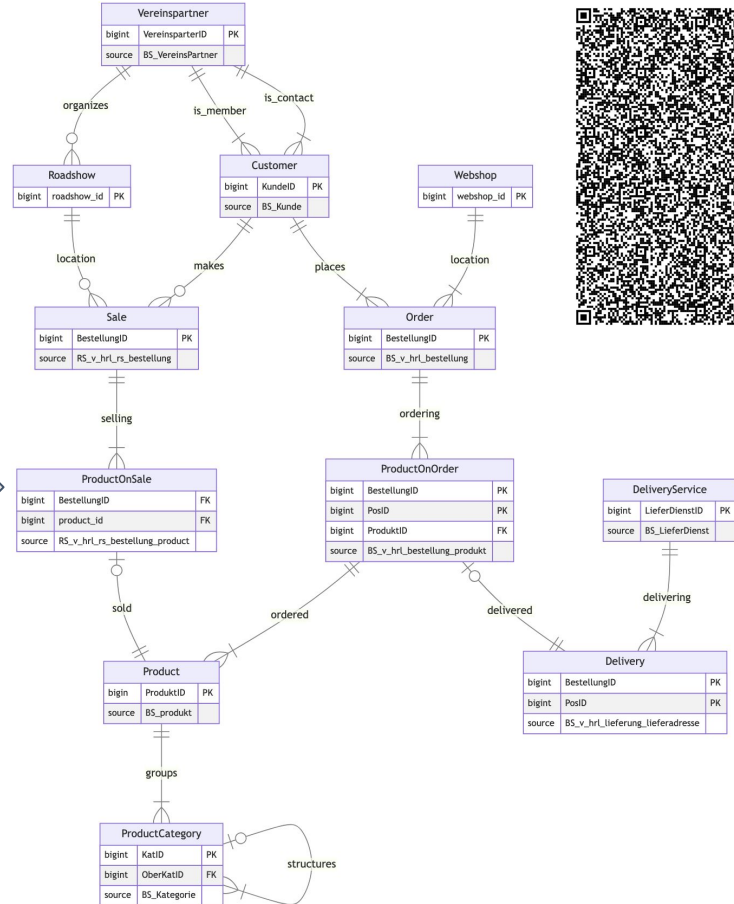 Vereinspartner
bigint VereinsparterID PK
source BS_VereinsPartner
organizes
is_member
is_contact
Roadshow
bigint roadshow_id PK
Customer
bigint KundeID PK
source BS_Kunde
Webshop
bigint webshop_id PK
location
makes
places
location
Sale
bigint BestellungID PK
source RS_v_hrl_rs_bestellung
Order
bigint BestellungID PK
source BS_v_hrl_bestellung
selling
ordering
ProductOnSale
bigint BestellungID FK
bigint product_id FK
source RS_v_hrl_rs_bestellung_product
ProductOnOrder
bigint BestellungID PK
bigint PosID PK
bigint ProduktID FK
source BS_v_hrl_bestellung_produkt
DeliveryService
bigint LieferDienstID PK
source BS_LieferDienst
sold
ordered
delivered
delivering
Product
bigin ProduktID PK
source BS_produkt
Delivery
bigint BestellungID PK
bigint PosID PK
source BS_v_hrl_lieferung_lieferadresse
groups
ProductCategory
bigint KatID PK
bigint OberKatID FK
source BS_Kategorie
structures